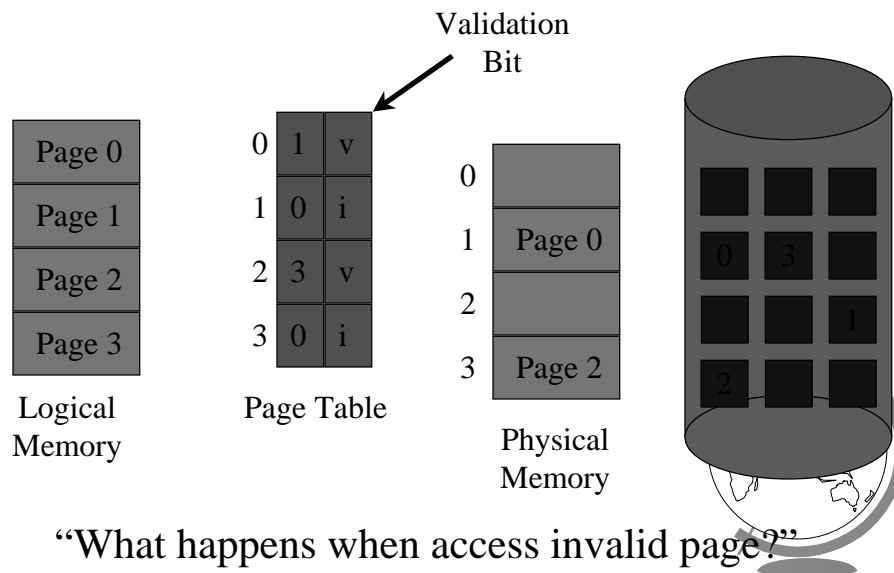 Validation
Bit
Page 0
Page 1
Page 2
Page 3
Logical
Memory
0 1 v
1 0 i
2 3 v
3 0 i
Page Table
0
1 Page 0
2
3 Page 2
Physical
Memory
0 3
1
2
“What happens when access invalid page?”